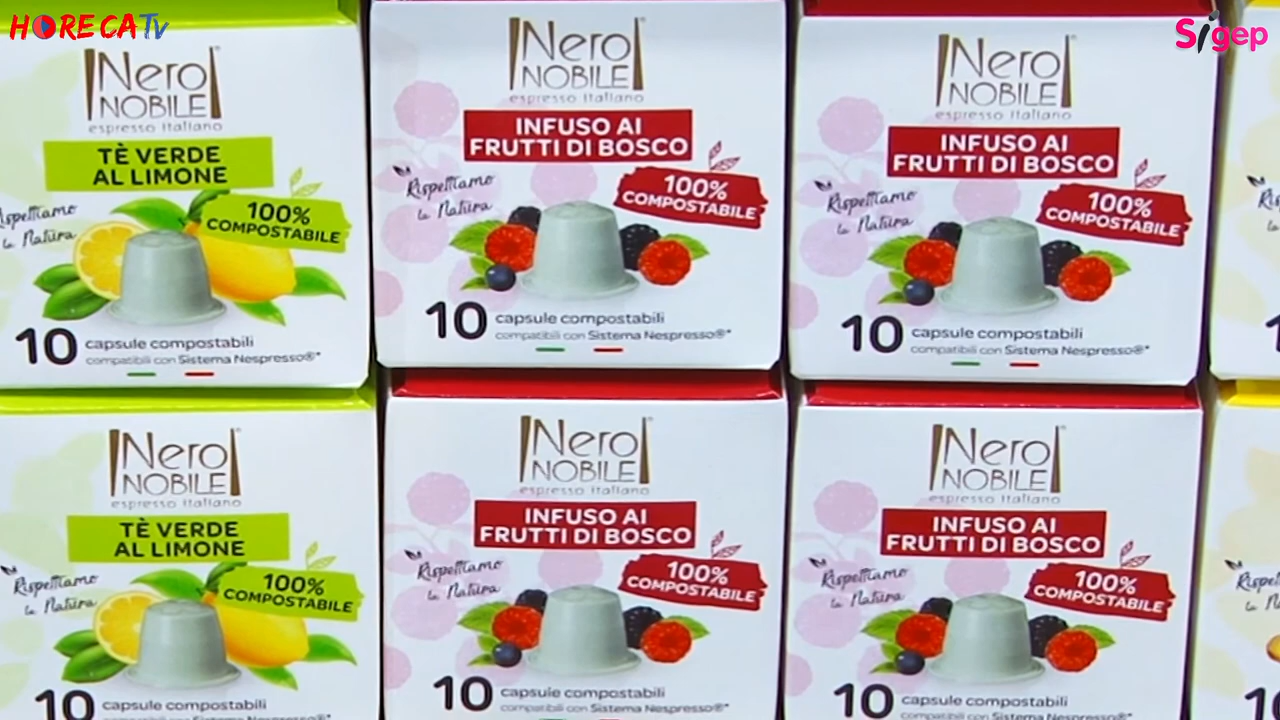 HORECATv
Sigep
Nero
NOBILE
espresso italiano
TÈ VERDE
AL LIMONE
Rispettiamo
la Natura
100%
COMPOSTABILE
10 capsule compostabili
compatibili con Sistema Nespresso®*
Nero
NOBILE
espresso italiano
INFUSO AI
FRUTTI DI BOSCO
Rispettiamo
la Natura
100%
COMPOSTABILE
10 capsule compostabili
compatibili con Sistema Nespresso®*
Nero
NOBILE
espresso italiano
INFUSO AI
FRUTTI DI BOSCO
Rispettiamo
la Natura
100%
COMPOSTABILE
10 capsule compostabili
compatibili con Sistema Nespresso®*
Nero
NOBILE
espresso italiano
TÈ VERDE
AL LIMONE
Rispettiamo
la Natura
100%
COMPOSTABILE
10 capsule compostabili
compatibili con Sistema Nespresso®*
Nero
NOBILE
espresso italiano
INFUSO AI
FRUTTI DI BOSCO
Rispettiamo
la Natura
100%
COMPOSTABILE
10 capsule compostabili
compatibili con Sistema Nespresso®*
Nero
NOBILE
espresso italiano
INFUSO AI
FRUTTI DI BOSCO
Rispettiamo
la Natura
100%
COMPOSTABILE
10 capsule compostabili
compatibili con Sistema Nespresso®*